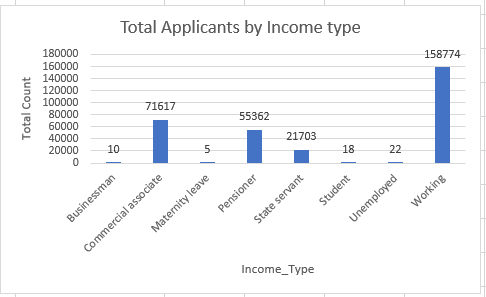 Total Applicants by Income type
Total Count
180000
160000
140000
120000
100000
80000
60000
40000
20000
0
10
71617
5
55362
21703
18
22
158774
Businessman
Commercial associate
Maternity leave
Pensioner
State servant
Student
Unemployed
Working
Income_Type